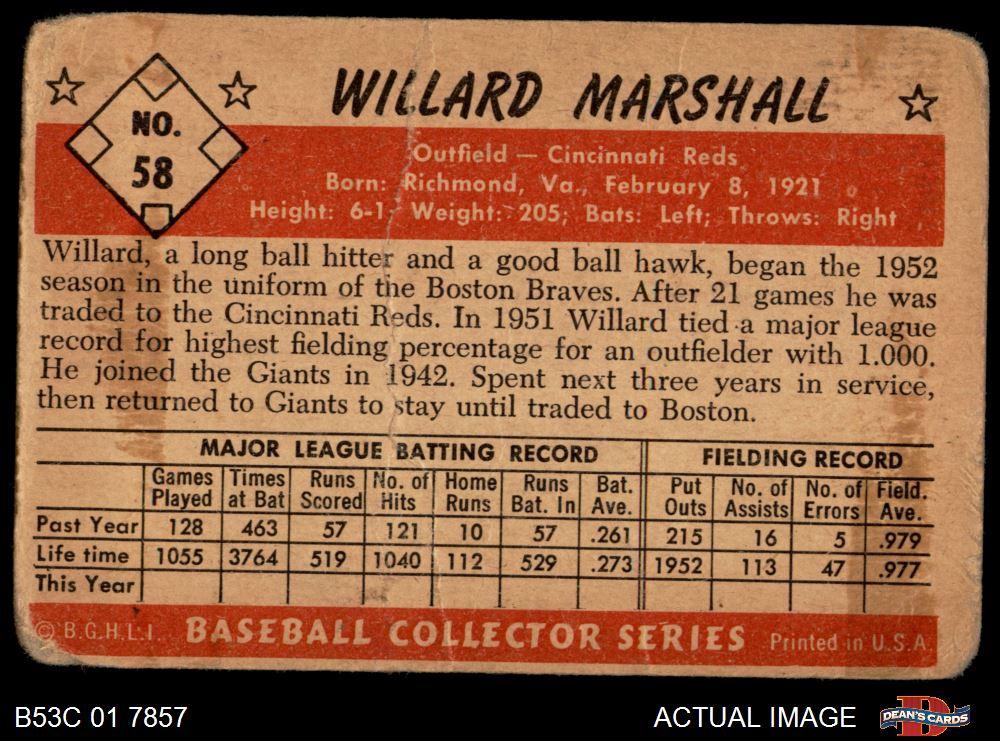 NO.
58
WILLARD MARSHALL
Outfield — Cincinnati Reds
Born: Richmond, Va., February 8, 1921
Height: 6-1; Weight: 205; Bats: Left; Throws: Right
Willard, a long ball hitter and a good ball hawk, began the 1952
season in the uniform of the Boston Braves. After 21 games he was
traded to the Cincinnati Reds. In 1951 Willard tied a major league
record for highest fielding percentage for an outfielder with 1.000.
He joined the Giants in 1942. Spent next three years in service,
then returned to Giants to stay until traded to Boston.
MAJOR LEAGUE BATTING RECORD FIELDING RECORD
Games Times Runs No. of Home Runs Bat. Put No. of No. of Field.
Played at Bat Scored Hits Runs Bat. In Ave. Outs Assists Errors Ave.
Past Year 128 463 57 121 10 57 .261 215 16 5 .979
Life time 1055 3764 519 1040 112 529 .273 1952 113 47 .977
This Year
© B.G.H.L.I. BASEBALL COLLECTOR SERIES Printed in U.S.A.
B53C 01 7857 ACTUAL IMAGE DEAN'S CARDS